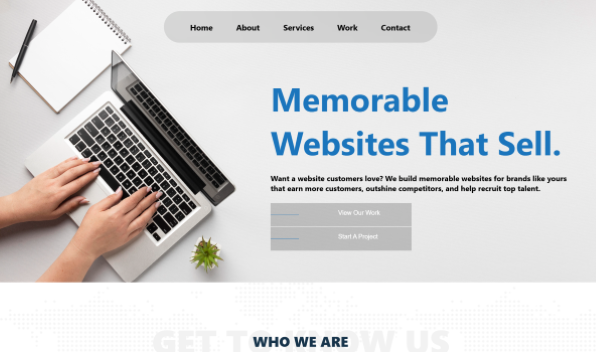 Home About Services Work Contact
Memorable
Websites That Sell.
Want a website customers love? We build memorable websites for brands like yours
that earn more customers, outshine competitors, and help recruit top talent.
View Our Work
Start A Project
GET TO KNOW US
WHO WE ARE